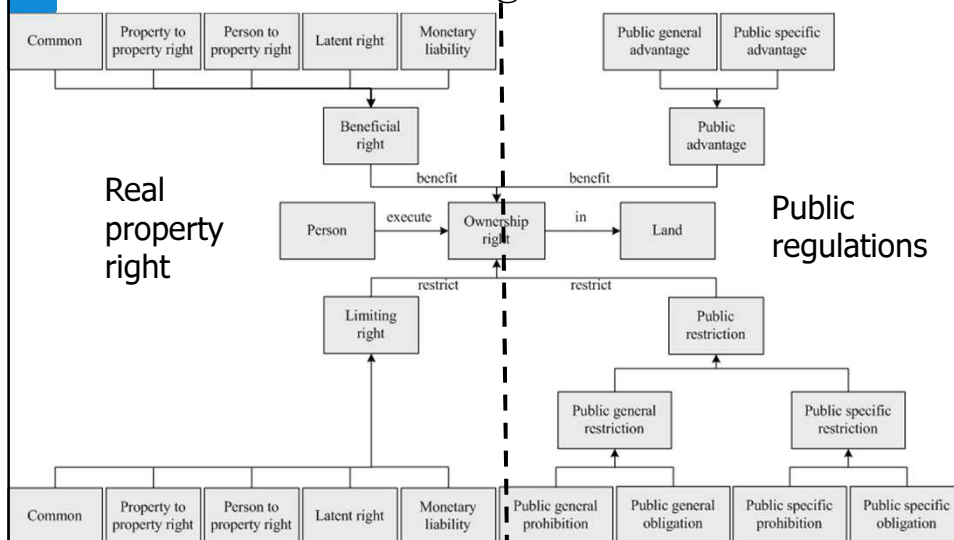 Common
Property to
property right
Person to
property right
Latent right
Monetary
liability
Public general
advantage
Public specific
advantage
Beneficial
right
Public
advantage
benefit
benefit
Real
property
right
Person
execute
Ownership
right
in
Land
Public
regulations
restrict
restrict
Limiting
right
Public
restriction
Public general
restriction
Public specific
restriction
Common
Property to
property right
Person to
property right
Latent right
Monetary
liability
Public general
prohibition
Public general
obligation
Public specific
prohibition
Public specific
obligation